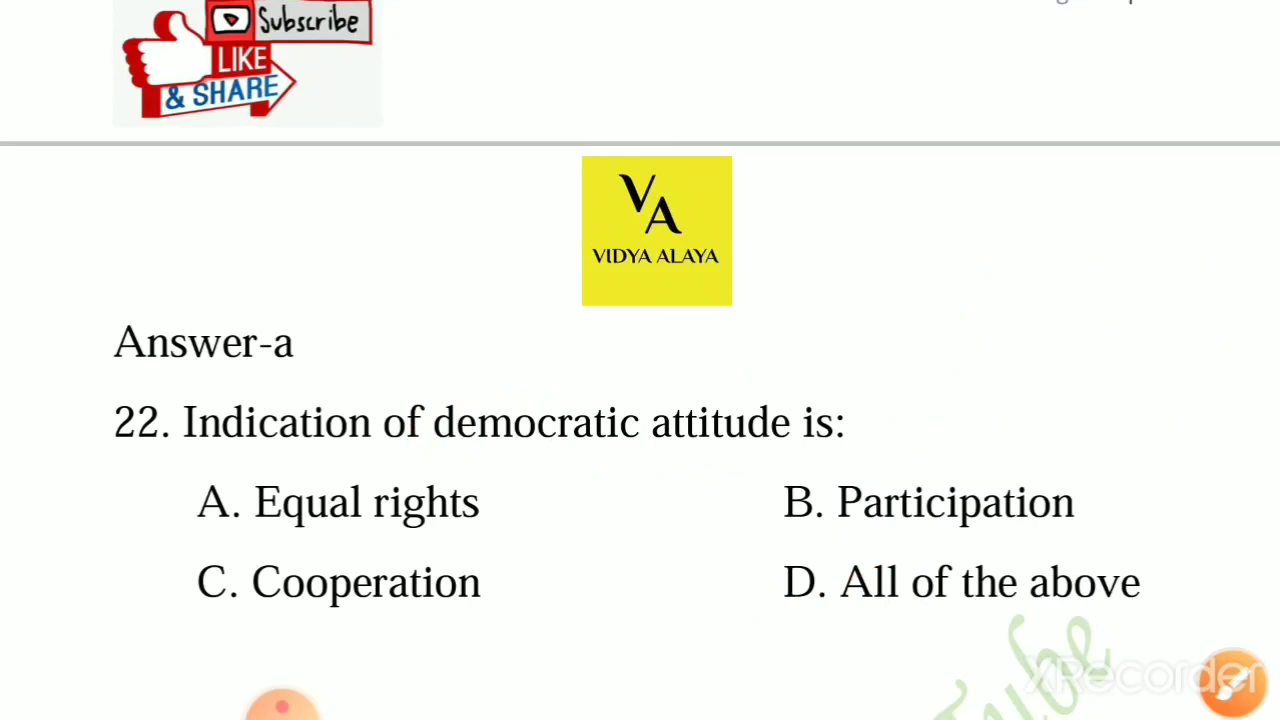 Subscribe
LIKE
& SHARE
VA
VIDYA ALAYA
Answer-a
22. Indication of democratic attitude is:
A. Equal rights B. Participation
C. Cooperation D. All of the above
Tube
XRecorder